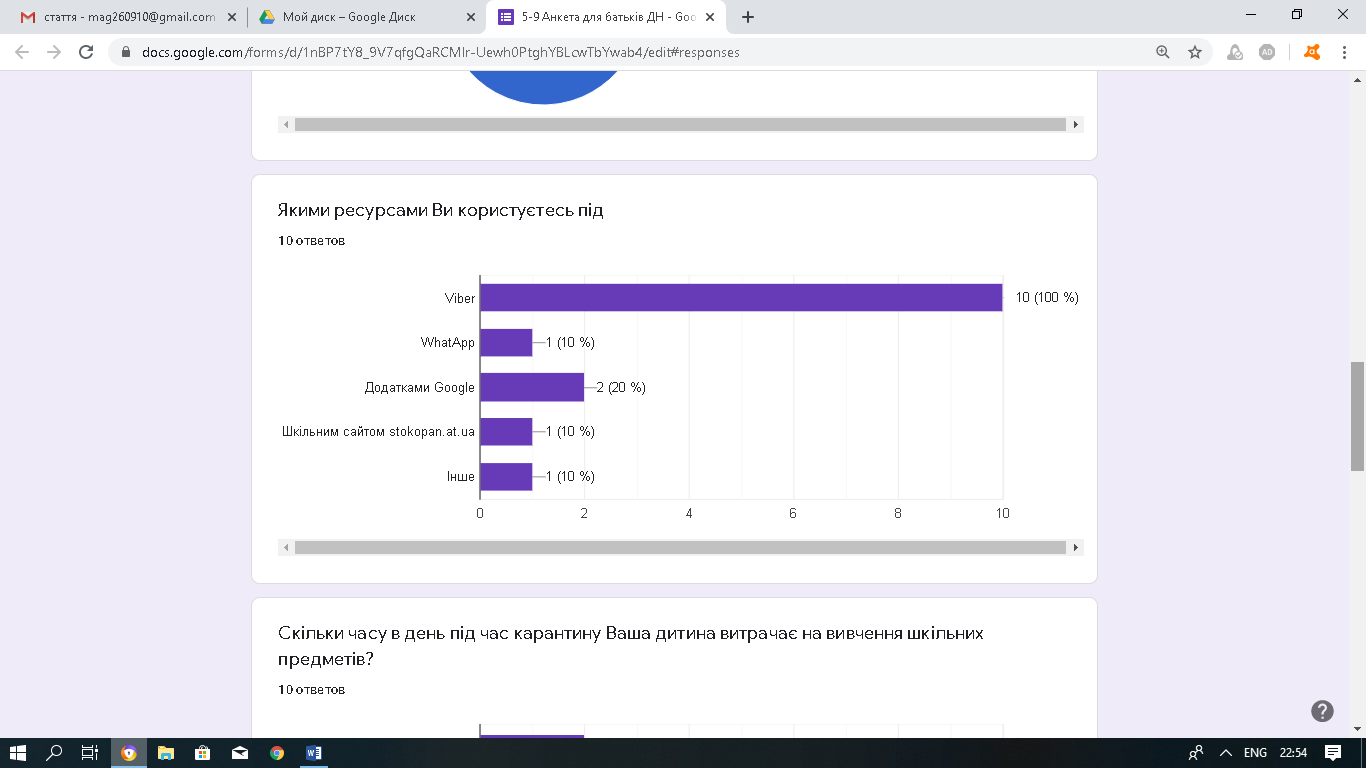 стаття - mag260910@gmail.com
Мой диск – Google Диск
5-9 Анкета для батьків ДН - Goo
docs.google.com/forms/d/1nBP7tY8_9V7qfgQaRCMIr-Uewh0PtghYBLcwTbYwab4/edit#responses
AD
Якими ресурсами Ви користуєтесь під
10 ответов
Viber
10 (100 %)
WhatApp
1 (10 %)
Додатками Google
2 (20 %)
Шкільним сайтом stokopan.at.ua
1 (10 %)
Інше
1 (10 %)
0 2 4 6 8 10
Скільки часу в день під час карантину Ваша дитина витрачає на вивчення шкільних
предметів?
10 ответов
ENG 22:54